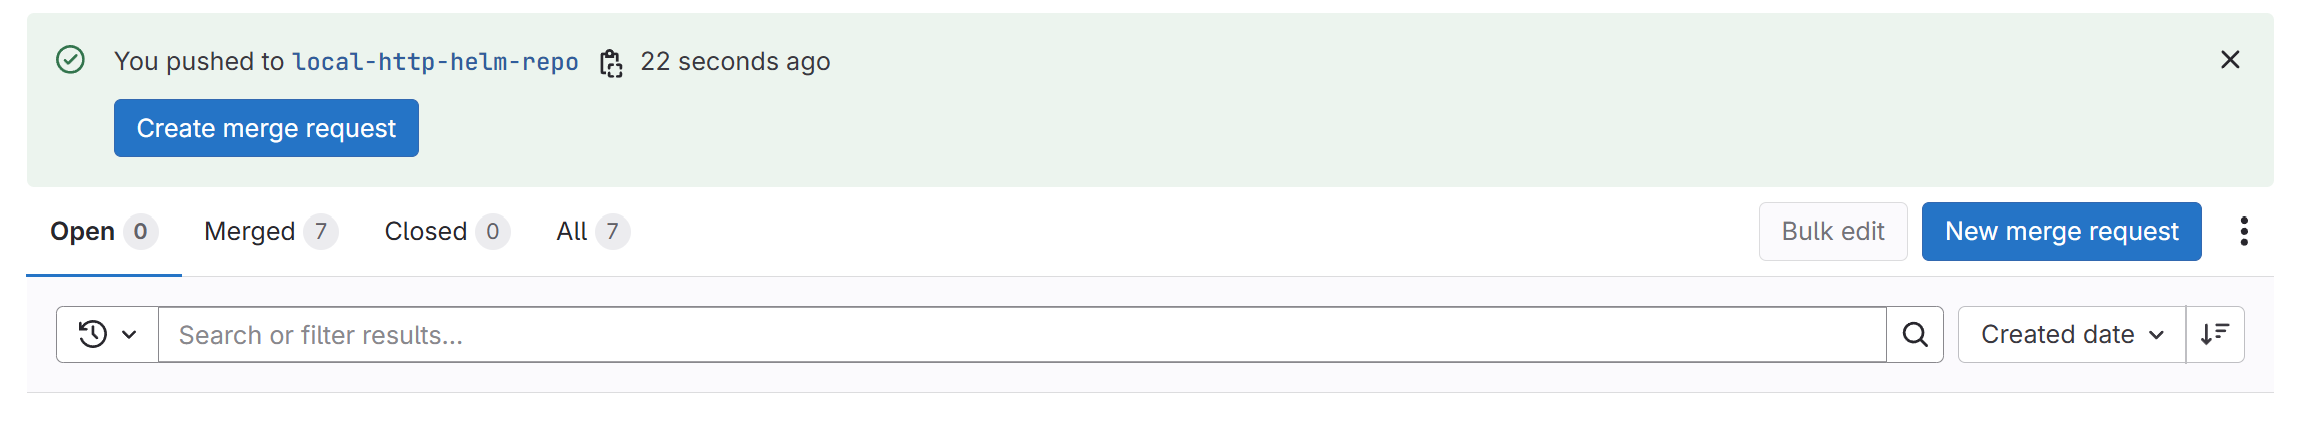 You pushed to local-http-helm-repo 22 seconds ago
Create merge request
Open 0 Merged 7 Closed 0 All 7 Bulk edit New merge request
Search or filter results... Created date